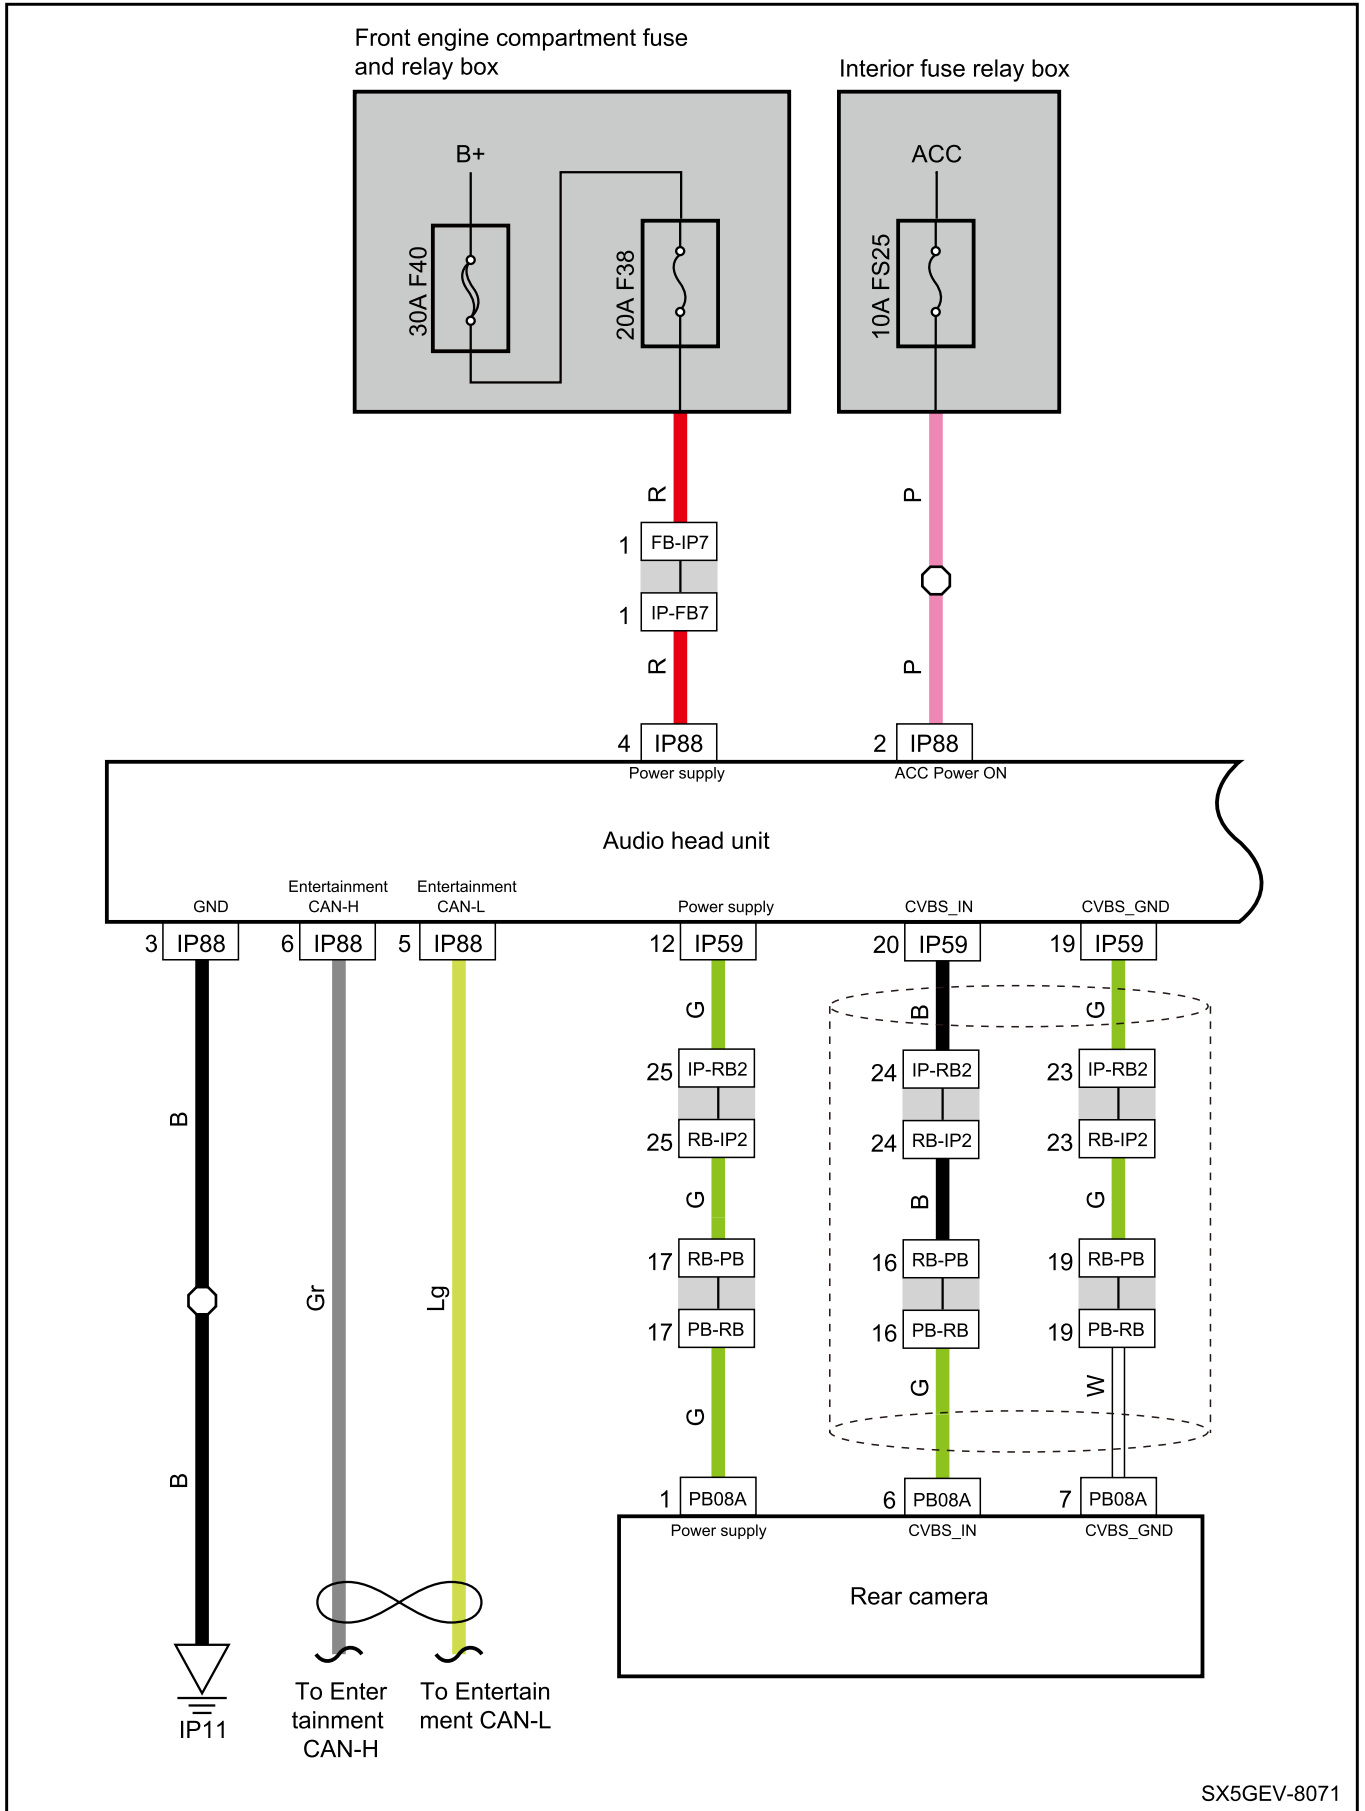 Front engine compartment fuse
and relay box
Interior fuse relay box
B+
ACC
30A F40
20A F38
10A FS25
R
P
1 FB-IP7
1 IP-FB7
R
P
4 IP88
2 IP88
Power supply
ACC Power ON
Audio head unit
GND
Entertainment
CAN-H
Entertainment
CAN-L
Power supply
CVBS_IN
CVBS_GND
3 IP88
6 IP88
5 IP88
12 IP59
20 IP59
19 IP59
G
B
G
25 IP-RB2
24 IP-RB2
23 IP-RB2
B
25 RB-IP2
24 RB-IP2
23 RB-IP2
G
B
G
17 RB-PB
16 RB-PB
19 RB-PB
Gr
Lg
17 PB-RB
16 PB-RB
19 PB-RB
G
G
W
B
1 PB08A
6 PB08A
7 PB08A
Power supply
CVBS_IN
CVBS_GND
Rear camera
IP11
To Enter
tainment
CAN-H
To Entertain
ment CAN-L
SX5GEV-8071